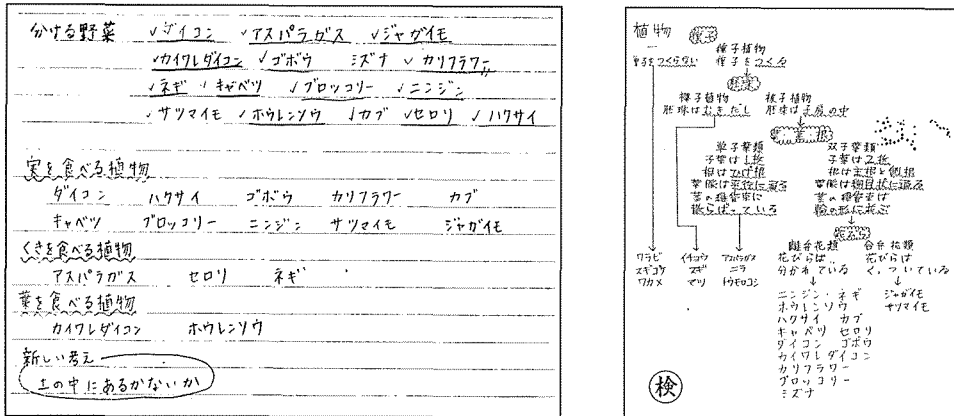 分ける野菜 ✓ダイコン ✓アスパラガス ✓ジャガイモ
✓カイワレダイコン ✓ゴボウ ミズナ ✓カリフラワー
✓ネギ ✓キャベツ ✓ブロッコリー ✓ニンジン
✓サツマイモ ✓ホウレンソウ ✓カブ ✓セロリ ✓ハクサイ
実を食べる植物
ダイコン ハクサイ ゴボウ カリフラワー カブ
キャベツ ブロッコリー ニンジン サツマイモ ジャガイモ
くきを食べる植物
アスパラガス セロリ ネギ
葉を食べる植物
カイワレダイコン ホウレンソウ
新しい考え
土の中にあるかないか
植物
種子植物
種子をつくらない 種子をつくる
裸子植物 被子植物
胚珠はむきだし 胚珠は子房の中
単子葉類 双子葉類
子葉は1枚 子葉は2枚
根はひげ根 根は主根と側根
葉脈は平行に通る 葉脈は網目状に通る
茎の維管束は
散らばっている 輪の形に並ぶ
離弁花類 合弁花類
花びらは 花びらは
分かれている くっついている
ワラビ イチョウ アスパラガス
スギゴケ スギ ニラ
ワカメ マツ トウモロコシ
ニンジン・ネギ ジャガイモ
ホウレンソウ サツマイモ
ハクサイ カブ
キャベツ セロリ
ダイコン ゴボウ
カイワレダイコン
カリフラワー
ブロッコリー
ミズナ
検